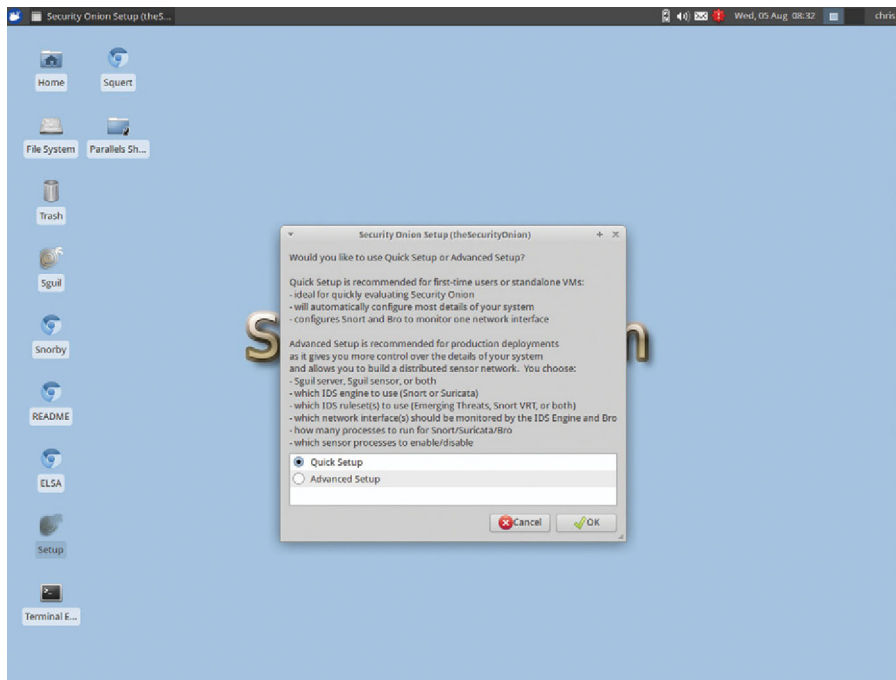 Security Onion Setup (theS...
Wed, 05 Aug 08:32
chris
Home
Squert
File System
Parallels Sh...
Trash
Sguil
Snorby
README
ELSA
Setup
Terminal E...
S
n
Security Onion Setup (theSecurityOnion)
Would you like to use Quick Setup or Advanced Setup?
Quick Setup is recommended for first-time users or standalone VMs:
- ideal for quickly evaluating Security Onion
- will automatically configure most details of your system
- configures Snort and Bro to monitor one network interface
Advanced Setup is recommended for production deployments
as it gives you more control over the details of your system
and allows you to build a distributed sensor network. You choose:
- Sguil server, Sguil sensor, or both
- which IDS engine to use (Snort or Suricata)
- which IDS ruleset(s) to use (Emerging Threats, Snort VRT, or both)
- which network interface(s) should be monitored by the IDS Engine and Bro
- how many processes to run for Snort/Suricata/Bro
- which sensor processes to enable/disable
Quick Setup
Advanced Setup
Cancel
OK